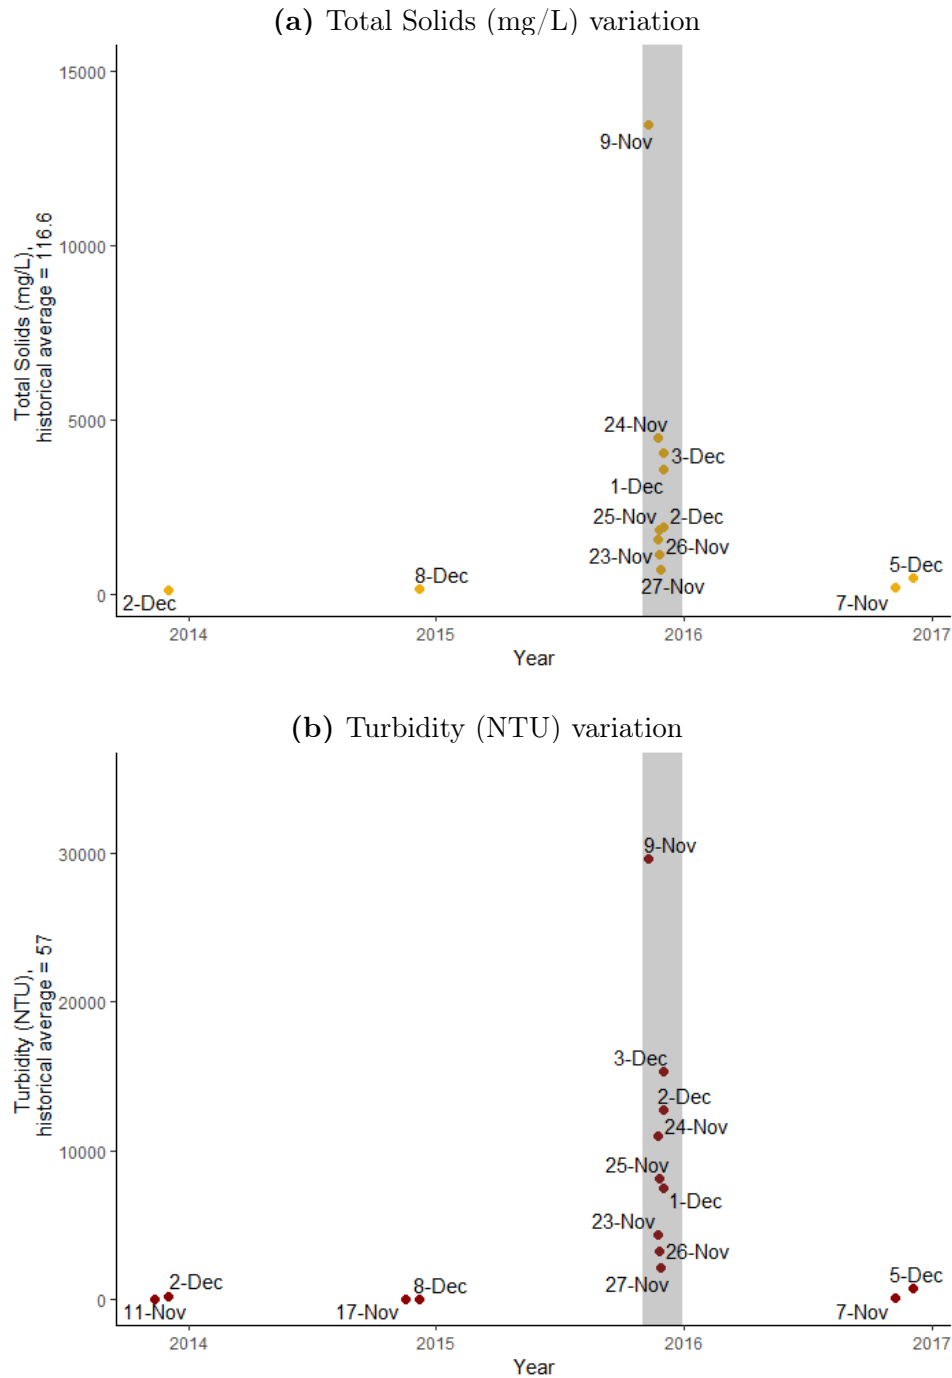 (a) Total Solids (mg/L) variation
15000
10000
5000
0
Total Solids (mg/L),
historical average = 116.6
9-Nov
24-Nov
3-Dec
1-Dec
25-Nov
2-Dec
23-Nov
26-Nov
27-Nov
8-Dec
2-Dec
5-Dec
7-Nov
2014
2015
2016
2017
Year
(b) Turbidity (NTU) variation
30000
20000
10000
0
Turbidity (NTU),
historical average = 57
9-Nov
3-Dec
2-Dec
24-Nov
25-Nov
1-Dec
23-Nov
26-Nov
27-Nov
2-Dec
11-Nov
8-Dec
17-Nov
5-Dec
7-Nov
2014
2015
2016
2017
Year